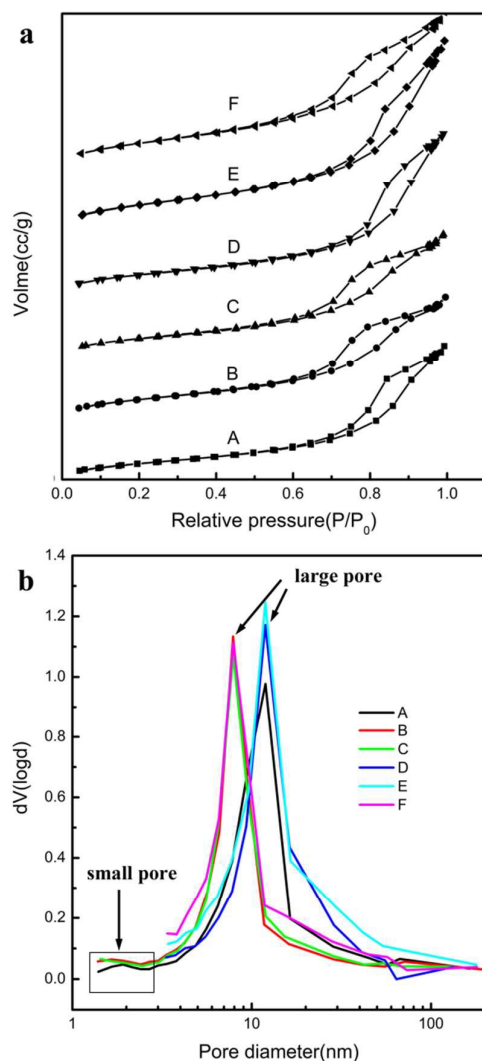 a
F
E
D
C
B
A
Volme(cc/g)
0.0 0.2 0.4 0.6 0.8 1.0
Relative pressure(P/P0)
b
1.4
1.2
1.0
0.8
0.6
0.4
0.2
0.0
dV(logd)
large pore
A
B
C
D
E
F
small pore
1 10 100
Pore diameter(nm)